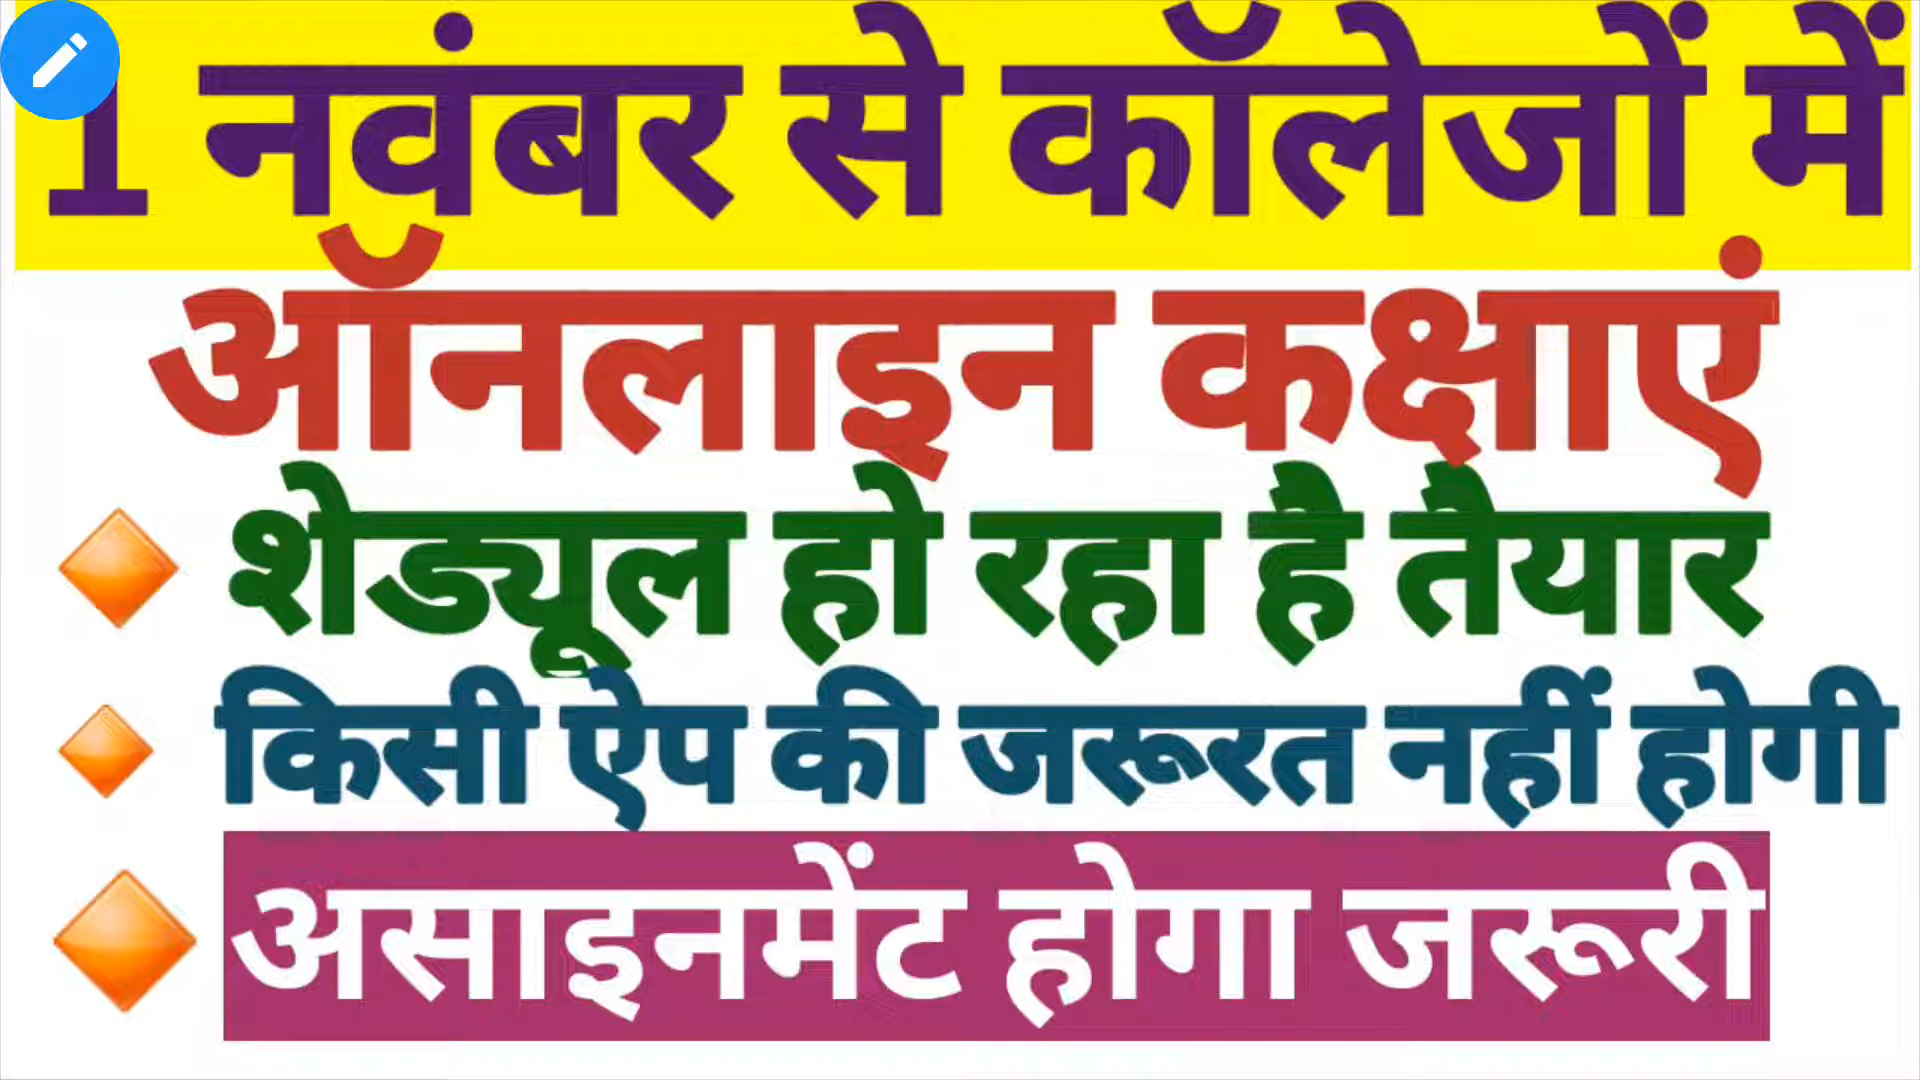 1 नवंबर से कॉलेजों में
ऑनलाइन कक्षाएं
शेड्यूल हो रहा है तैयार
किसी ऐप की जरूरत नहीं होगी
असाइनमेंट होगा जरूरी